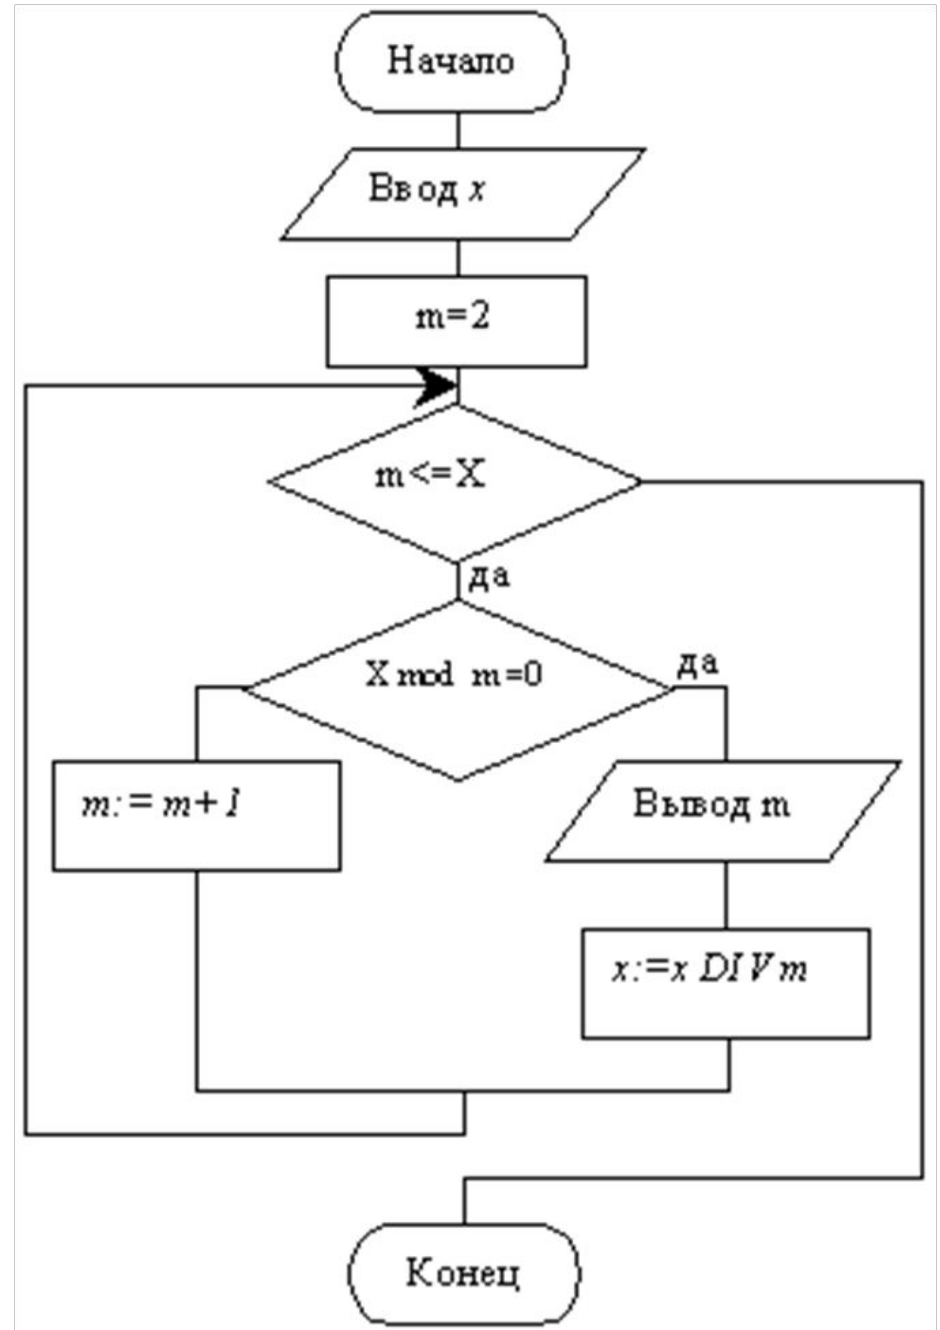 Начало
Ввод x
m=2
m<=X
да
X mod m=0
да
m:=m+1
Вывод m
x:=x DIV m
Конец